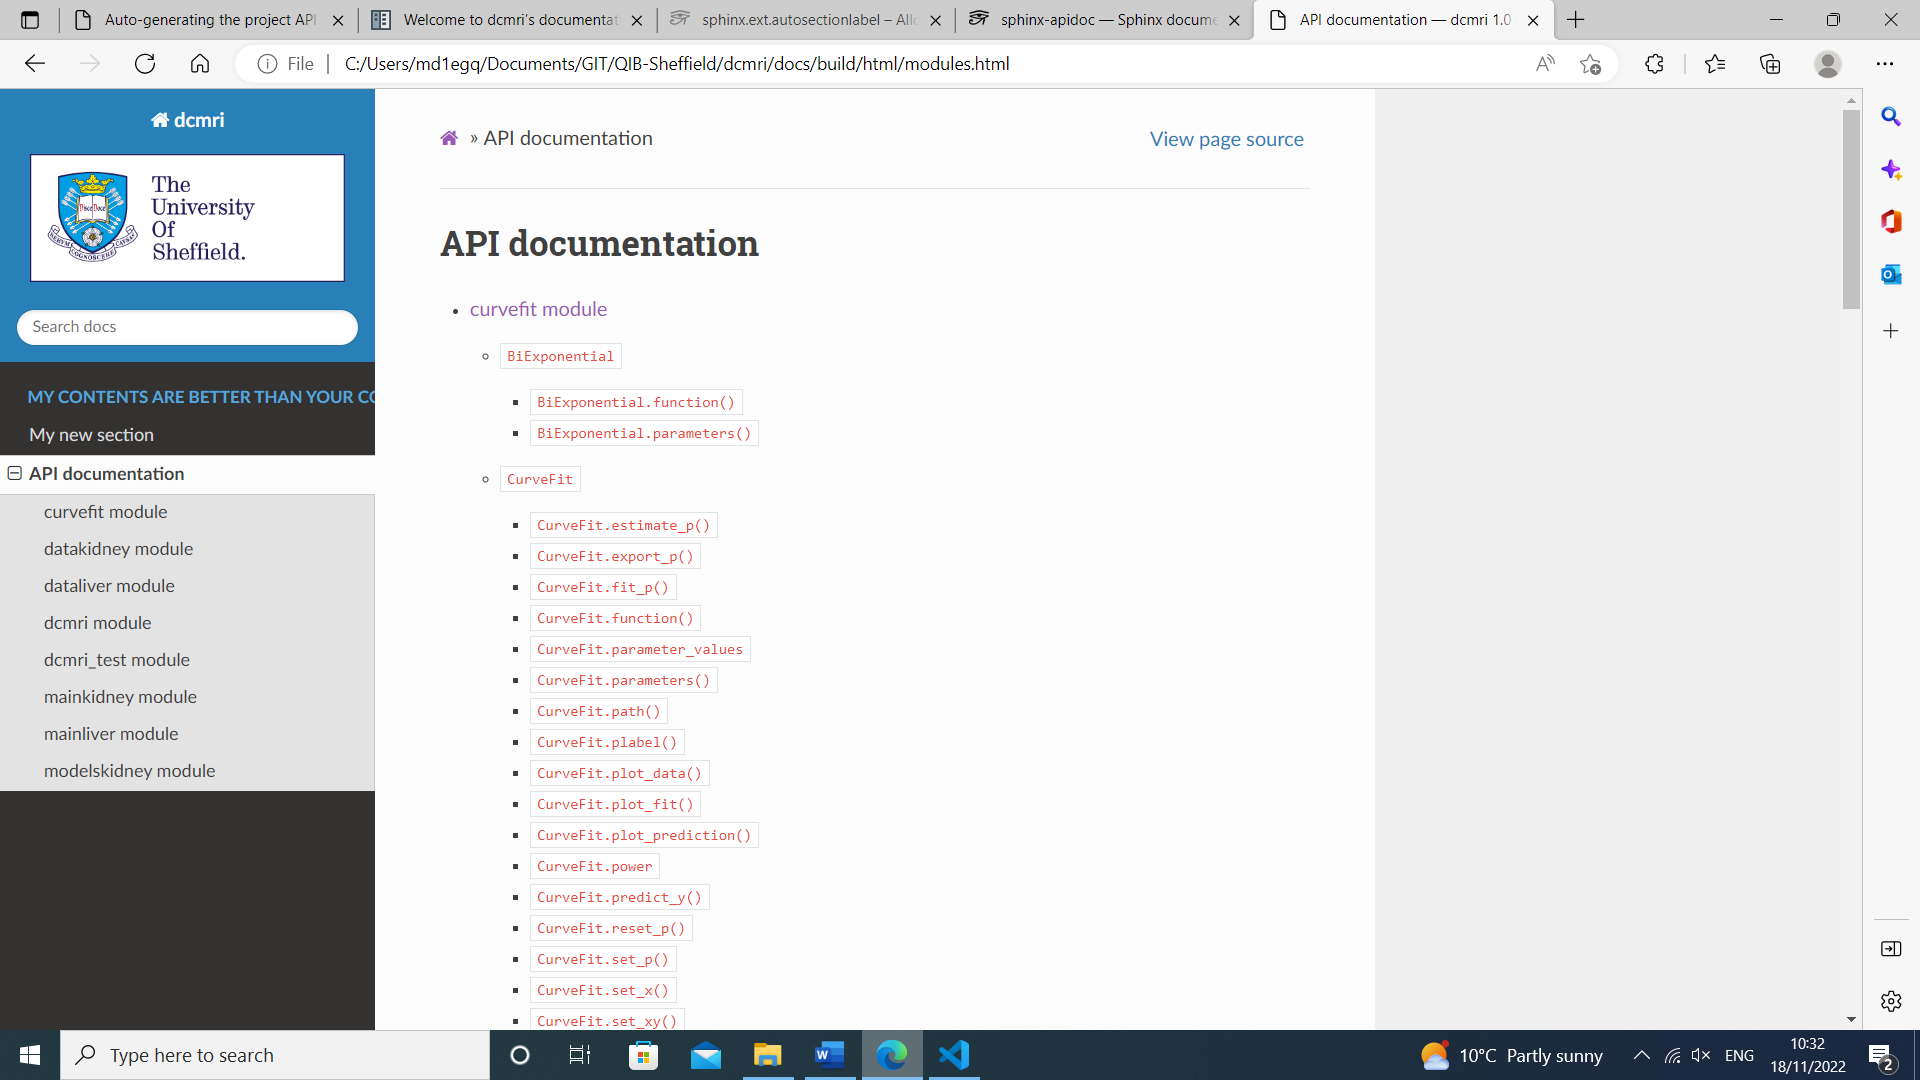 Auto-generating the project API
Welcome to dcmri's documentat
sphinx.ext.autosectionlabel – Allo
sphinx-apidoc — Sphinx docume
API documentation — dcmri 1.0
File
C:/Users/md1egq/Documents/GIT/QIB-Sheffield/dcmri/docs/build/html/modules.html
dcmri
The
University
Of
Sheffield.
Search docs
MY CONTENTS ARE BETTER THAN YOUR CO
My new section
API documentation
curvefit module
datakidney module
dataliver module
dcmri module
dcmri_test module
mainkidney module
mainliver module
modelskidney module
» API documentation
View page source
API documentation
• curvefit module
BiExponential
BiExponential.function()
BiExponential.parameters()
CurveFit
CurveFit.estimate_p()
CurveFit.export_p()
CurveFit.fit_p()
CurveFit.function()
CurveFit.parameter_values
CurveFit.parameters()
CurveFit.path()
CurveFit.plabel()
CurveFit.plot_data()
CurveFit.plot_fit()
CurveFit.plot_prediction()
CurveFit.power
CurveFit.predict_y()
CurveFit.reset_p()
CurveFit.set_p()
CurveFit.set_x()
CurveFit.set_xy()
Type here to search
10°C Partly sunny
ENG
10:32
18/11/2022
2